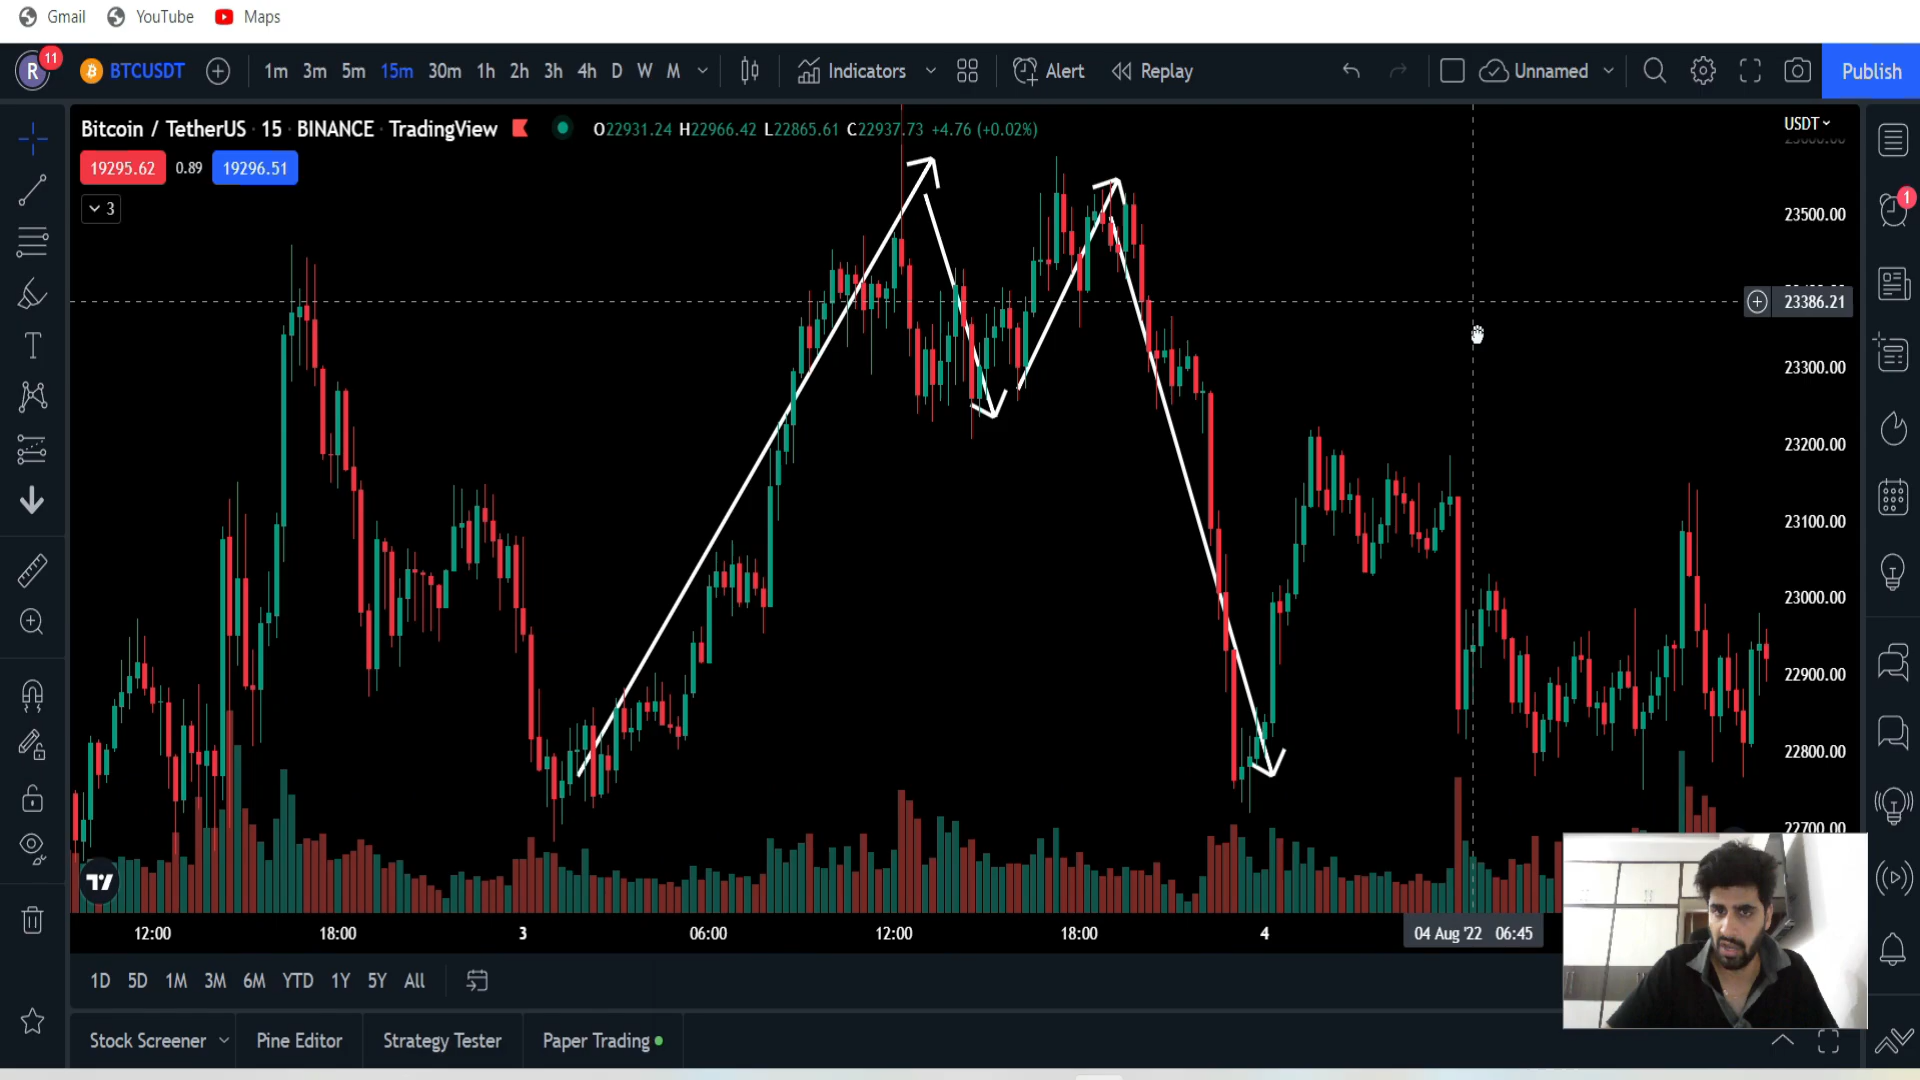 Gmail YouTube Maps
R 11 BTCUSDT 1m 3m 5m 15m 30m 1h 2h 3h 4h D W M Indicators Alert Replay Unnamed Publish
Bitcoin / TetherUS · 15 · BINANCE · TradingView O22931.24 H22966.42 L22865.61 C22937.73 +4.76 (+0.02%) USDT
19295.62 0.89 19296.51
3
1
23500.00
23386.21
23300.00
23200.00
23100.00
23000.00
22900.00
22800.00
22700.00
12:00 18:00 3 06:00 12:00 18:00 4 04 Aug '22 06:45
1D 5D 1M 3M 6M YTD 1Y 5Y All
Stock Screener Pine Editor Strategy Tester Paper Trading